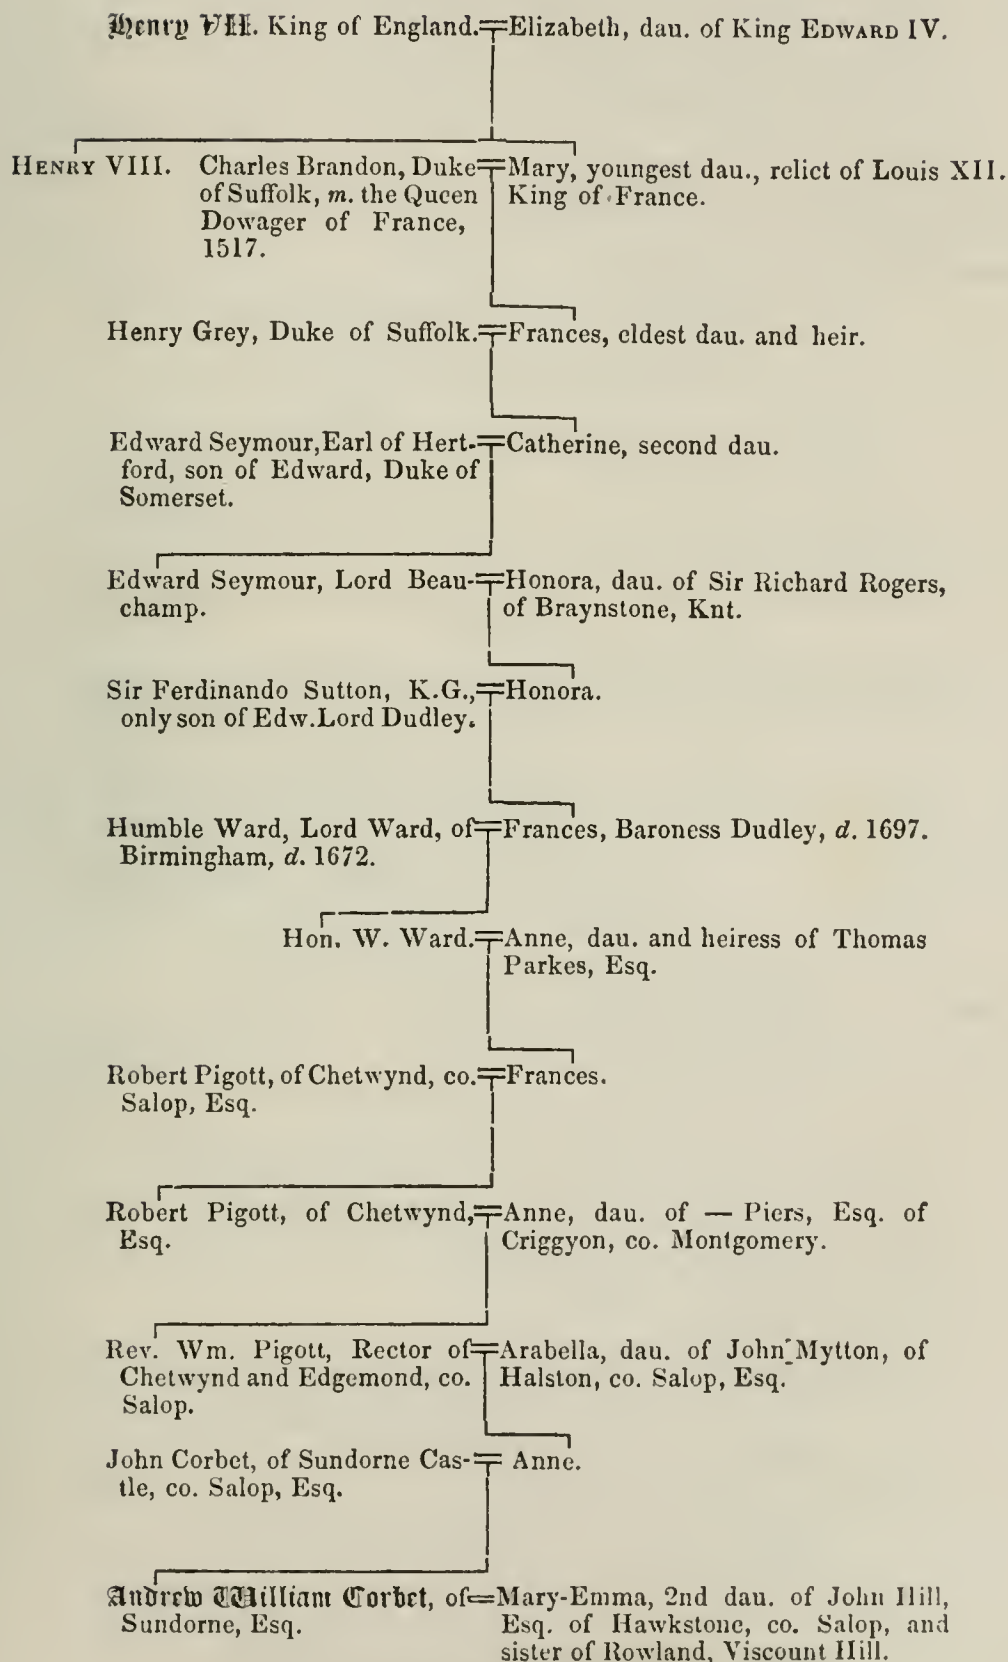 Henry VII. King of England. Elizabeth, dau. of King EDWARD IV.
HENRY VIII. Charles Brandon, Duke of Suffolk, m. the Queen Dowager of France, 1517.
Mary, youngest dau., relict of Louis XII. King of France.
Henry Grey, Duke of Suffolk. Frances, eldest dau. and heir.
Edward Seymour, Earl of Hert-
ford, son of Edward, Duke of
Somerset.
Catherine, second dau.
Edward Seymour, Lord Beau-
champ.
Honora, dau. of Sir Richard Rogers,
of Braynstone, Knt.
Sir Ferdinando Sutton, K.G.,
only son of Edw. Lord Dudley.
Honora.
Humble Ward, Lord Ward, of
Birmingham, d. 1672.
Frances, Baroness Dudley, d. 1697.
Hon. W. Ward.
Anne, dau. and heiress of Thomas
Parkes, Esq.
Robert Pigott, of Chetwynd, co.
Salop, Esq.
Frances.
Robert Pigott, of Chetwynd,
Esq.
Anne, dau. of — Piers, Esq. of
Criggyon, co. Montgomery.
Rev. Wm. Pigott, Rector of
Chetwynd and Edgemond, co.
Salop.
Arabella, dau. of John Mytton, of
Halston, co. Salop, Esq.
John Corbet, of Sundorne Cas-
tle, co. Salop, Esq.
Anne.
Andrew William Corbet, of
Sundorne, Esq.
Mary-Emma, 2nd dau. of John Hill,
Esq. of Hawkstone, co. Salop, and
sister of Rowland, Viscount Hill.